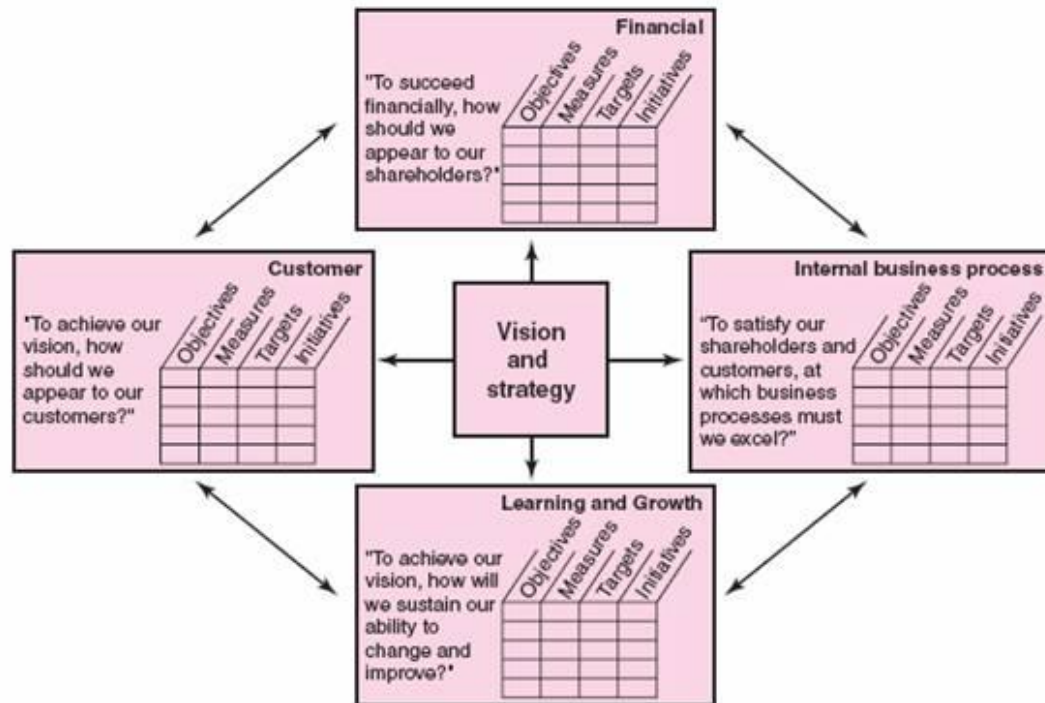 Financial
"To succeed
financially, how
should we
appear to our
shareholders?"
Objectives
Measures
Targets
Initiatives
Customer
"To achieve our
vision, how
should we
appear to our
customers?"
Objectives
Measures
Targets
Initiatives
Vision
and
strategy
Internal business process
"To satisfy our
shareholders and
customers, at
which business
processes must
we excel?"
Objectives
Measures
Targets
Initiatives
Learning and Growth
"To achieve our
vision, how will
we sustain our
ability to
change and
improve?"
Objectives
Measures
Targets
Initiatives